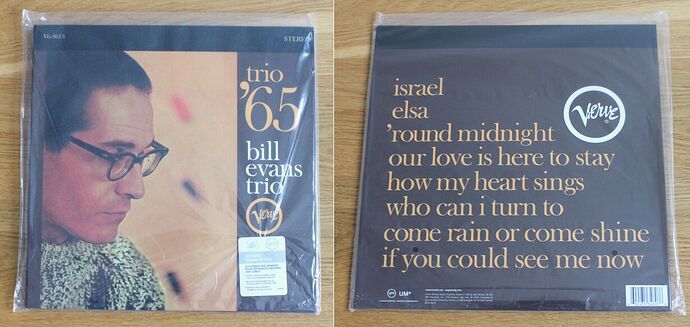 V6-8613
STEREO
trio
'65
bill
evans
trio
Verve
israel
elsa
'round midnight
our love is here to stay
how my heart sings
who can i turn to
come rain or come shine
if you could see me now
Verve
UMe